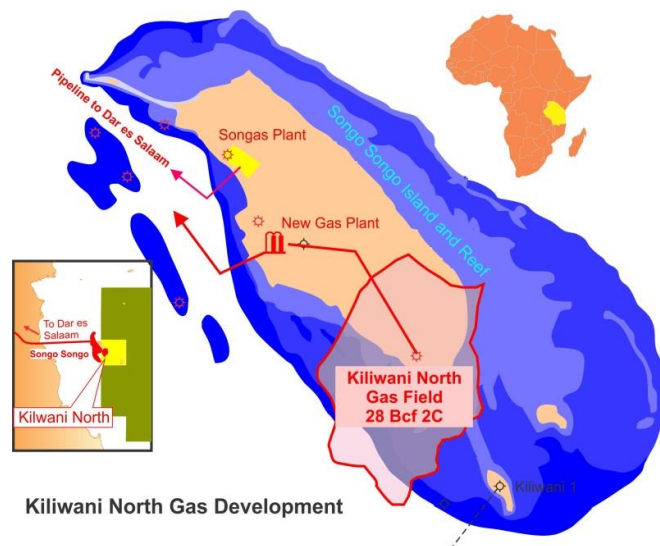 Pipeline to Dar es Salaam
Songas Plant
Songo Songo Island and Reef
New Gas Plant
To Dar es
Salaam
Songo Songo
Kilwani North
Kiliwani North
Gas Field
28 Bcf 2C
Kiliwani 1
Kiliwani North Gas Development